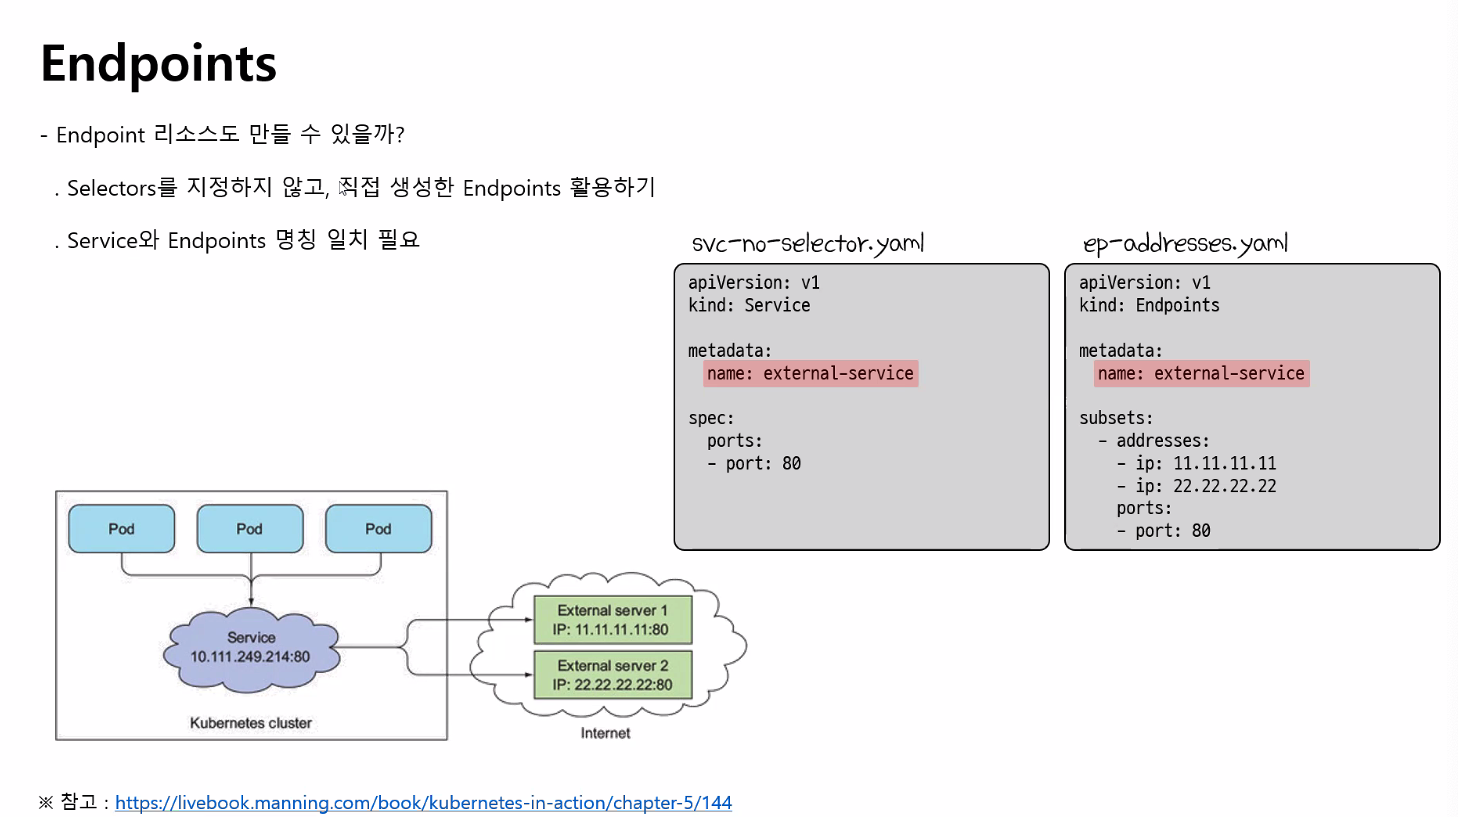 Endpoints
- Endpoint 리소스도 만들 수 있을까?
. Selectors를 지정하지 않고, 직접 생성한 Endpoints 활용하기
. Service와 Endpoints 명칭 일치 필요
svc-no-selector.yaml
apiVersion: v1
kind: Service
metadata:
name: external-service
spec:
ports:
- port: 80
ep-addresses.yaml
apiVersion: v1
kind: Endpoints
metadata:
name: external-service
subsets:
- addresses:
- ip: 11.11.11.11
- ip: 22.22.22.22
ports:
- port: 80
Pod
Pod
Pod
Service
10.111.249.214:80
Kubernetes cluster
External server 1
IP: 11.11.11.11:80
External server 2
IP: 22.22.22.22:80
Internet
※ 참고 : https://livebook.manning.com/book/kubernetes-in-action/chapter-5/144